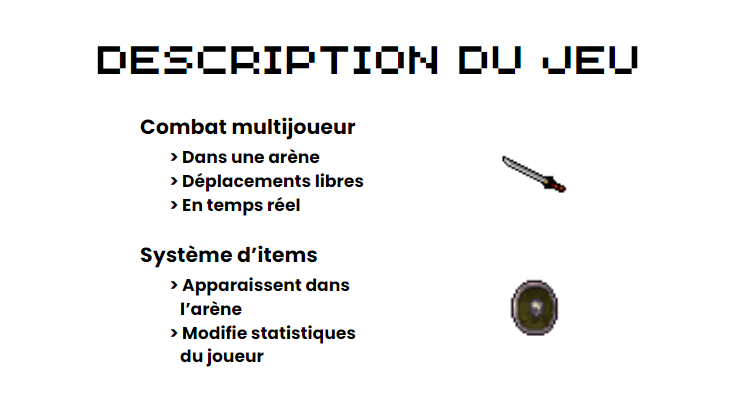 DESCRIPTION DU JEU
Combat multijoueur
> Dans une arène
> Déplacements libres
> En temps réel
Système d’items
> Apparaissent dans
l’arène
> Modifie statistiques
du joueur